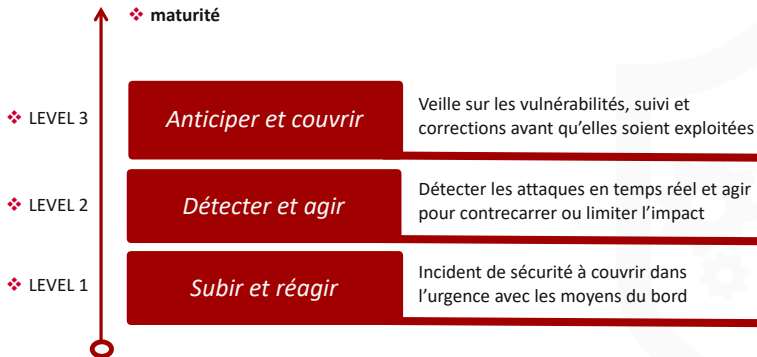 ❖ maturité
❖ LEVEL 3
Anticiper et couvrir
Veille sur les vulnérabilités, suivi et
corrections avant qu'elles soient exploitées
❖ LEVEL 2
Détecter et agir
Détecter les attaques en temps réel et agir
pour contrecarrer ou limiter l'impact
❖ LEVEL 1
Subir et réagir
Incident de sécurité à couvrir dans
l'urgence avec les moyens du bord